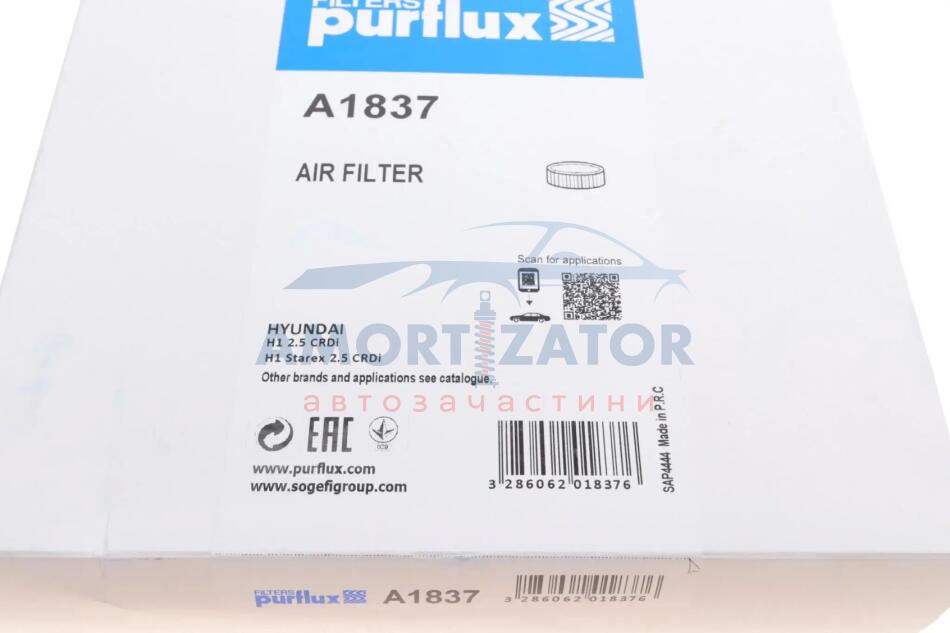 FILTERS
purflux
A1837
AIR FILTER
Scan for applications
HYUNDAI
H1 2.5 CRDi
H1 Starex 2.5 CRDi
Other brands and applications see catalogue.
AMORTIZATOR
автозачастини
EAC
www.purflux.com
www.sogefigroup.com
3 286062 018376
SAP4444 Made in P.R.C
FILTERS
purflux A1837
3 286062 018376